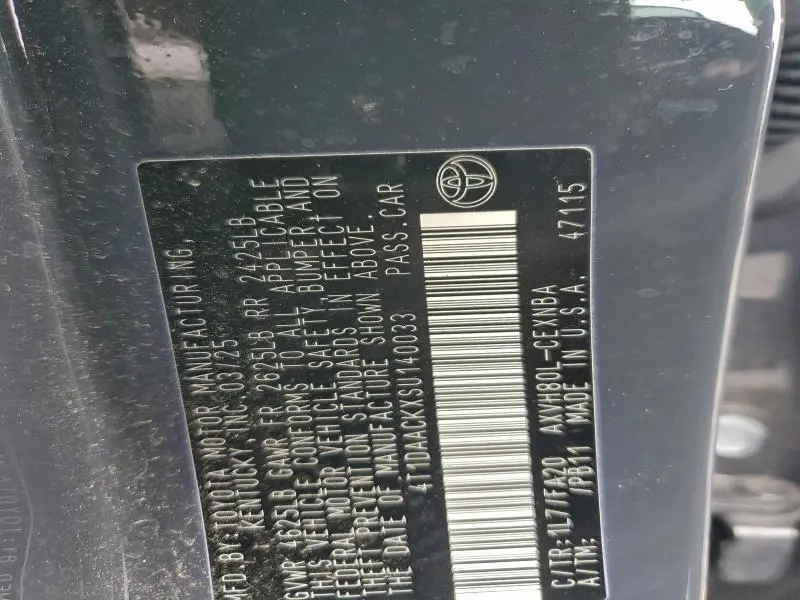 MFD.BY:TOYOTA MOTOR MANUFACTURING,
KENTUCKY, INC 09/25
GVWR 4625LB GAWR FR 2625LB RR 2425LB
THIS VEHICLE CONFORMS TO ALL APPLICABLE
FEDERAL MOTOR VEHICLE SAFETY, BUMPER, AND
THEFT PREVENTION STANDARDS IN EFFECT ON
THE DATE OF MANUFACTURE SHOWN ABOVE.
4T1DAACKXSU140033 PASS.CAR
C/TR:1L7/FA20 AXVH80L-CEXNBA
A/TM: /PB11 MADE IN U.S.A. 47115